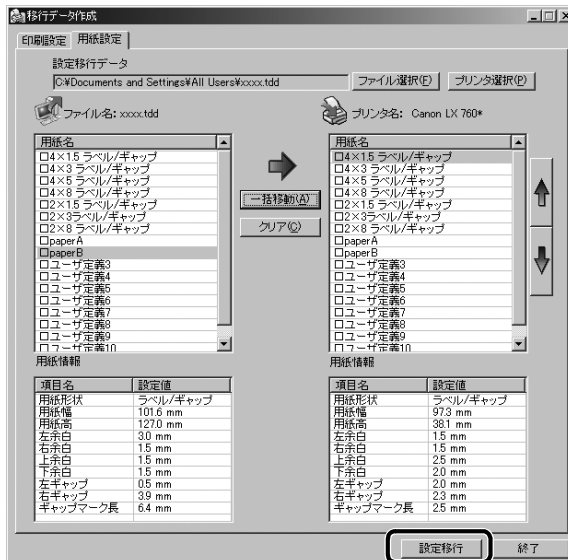 移行データ作成
印刷設定 用紙設定
設定移行データ
C:¥Documents and Settings¥All Users¥xxxx.tdd ファイル選択(F) プリンタ選択(P)
ファイル名: xxxx.tdd プリンタ名: Canon LX 760*
用紙名
□4×1.5 ラベル/ギャップ
□4×3 ラベル/ギャップ
□4×5 ラベル/ギャップ
□4×8 ラベル/ギャップ
□2×1.5 ラベル/ギャップ
□2×3ラベル/ギャップ
□2×8 ラベル/ギャップ
□paperA
□paperB
□ユーザ定義3
□ユーザ定義4
□ユーザ定義5
□ユーザ定義6
□ユーザ定義7
□ユーザ定義8
□ユーザ定義9
□ユーザ定義10
一括移動(A)
クリア(C)
用紙名
□4×1.5 ラベル/ギャップ
□4×3 ラベル/ギャップ
□4×5 ラベル/ギャップ
□4×8 ラベル/ギャップ
□2×1.5 ラベル/ギャップ
□2×3ラベル/ギャップ
□2×8 ラベル/ギャップ
□paperA
□paperB
□ユーザ定義3
□ユーザ定義4
□ユーザ定義5
□ユーザ定義6
□ユーザ定義7
□ユーザ定義8
□ユーザ定義9
□ユーザ定義10
用紙情報
項目名 設定値
用紙形状 ラベル/ギャップ
用紙幅 101.6 mm
用紙高 127.0 mm
左余白 3.0 mm
右余白 1.5 mm
上余白 1.5 mm
下余白 1.5 mm
左ギャップ 0.5 mm
右ギャップ 3.9 mm
ギャップマーク長 6.4 mm
用紙情報
項目名 設定値
用紙形状 ラベル/ギャップ
用紙幅 97.3 mm
用紙高 38.1 mm
左余白 1.5 mm
右余白 1.5 mm
上余白 2.5 mm
下余白 2.0 mm
左ギャップ 2.0 mm
右ギャップ 2.3 mm
ギャップマーク長 2.5 mm
設定移行 終了